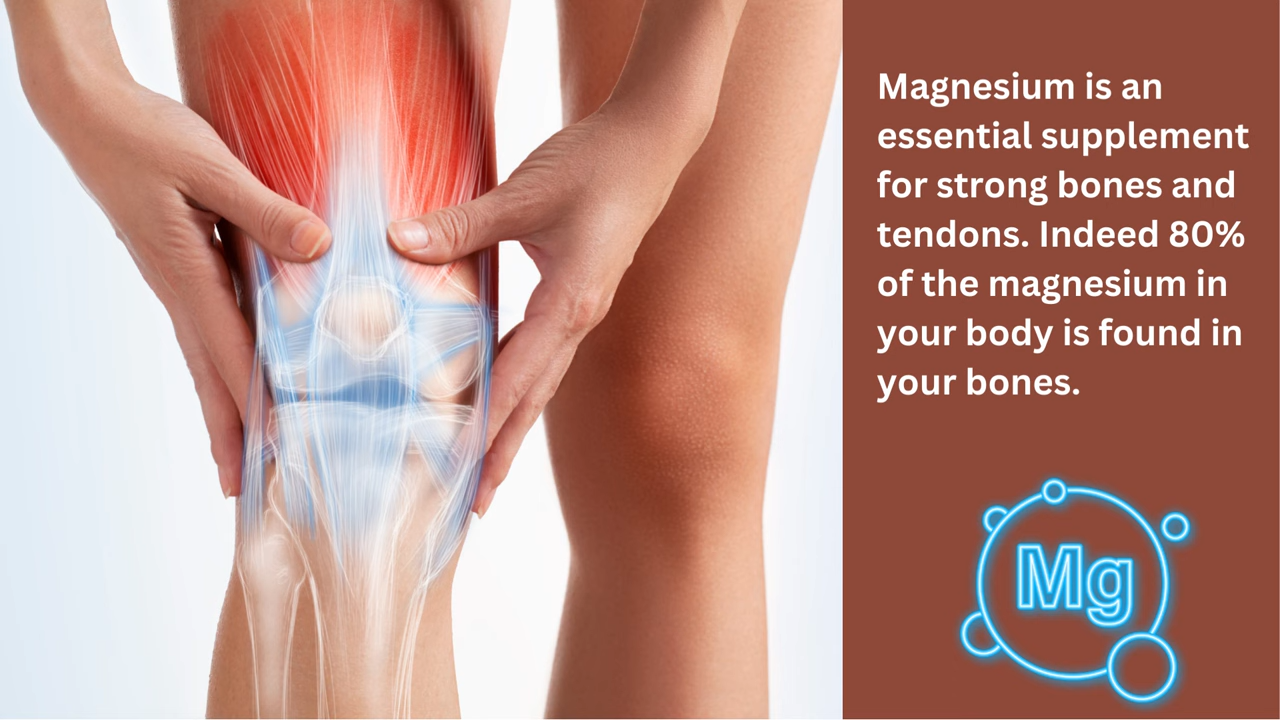 Magnesium is an
essential supplement
for strong bones and
tendons. Indeed 80%
of the magnesium in
your body is found in
your bones.
Mg